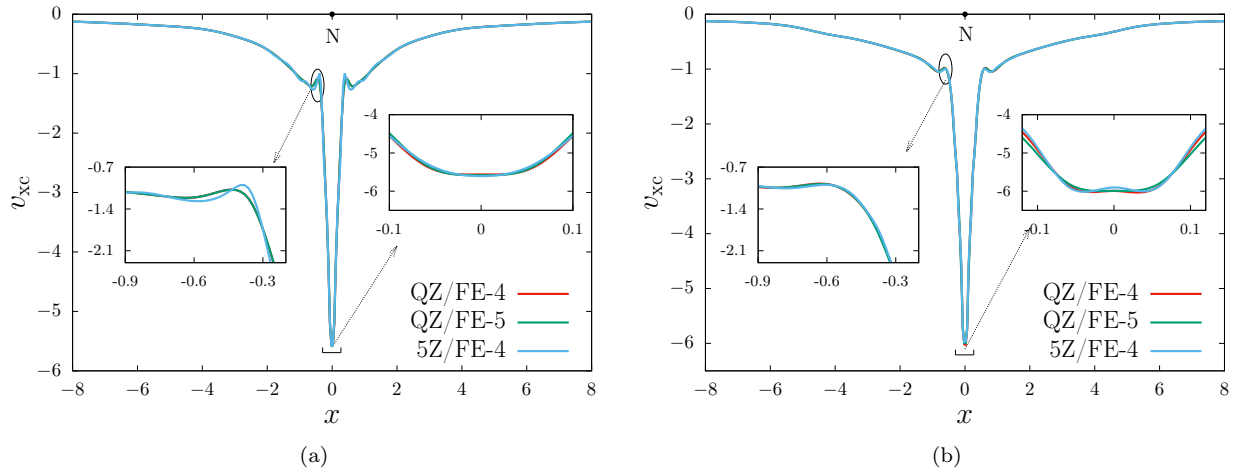 N
0
−1
−2
−3
−4
−5
−6
v_xc
−8 −6 −4 −2 0 2 4 6 8
x
-0.7
-1.4
-2.1
-0.9 -0.6 -0.3
-4
-5
-6
-0.1 0 0.1
QZ/FE-4
QZ/FE-5
5Z/FE-4
(a)
N
0
−1
−2
−3
−4
−5
−6
v_xc
−8 −6 −4 −2 0 2 4 6 8
x
-0.7
-1.4
-2.1
-0.9 -0.6 -0.3
-4
-5
-6
-0.1 0 0.1
QZ/FE-4
QZ/FE-5
5Z/FE-4
(b)